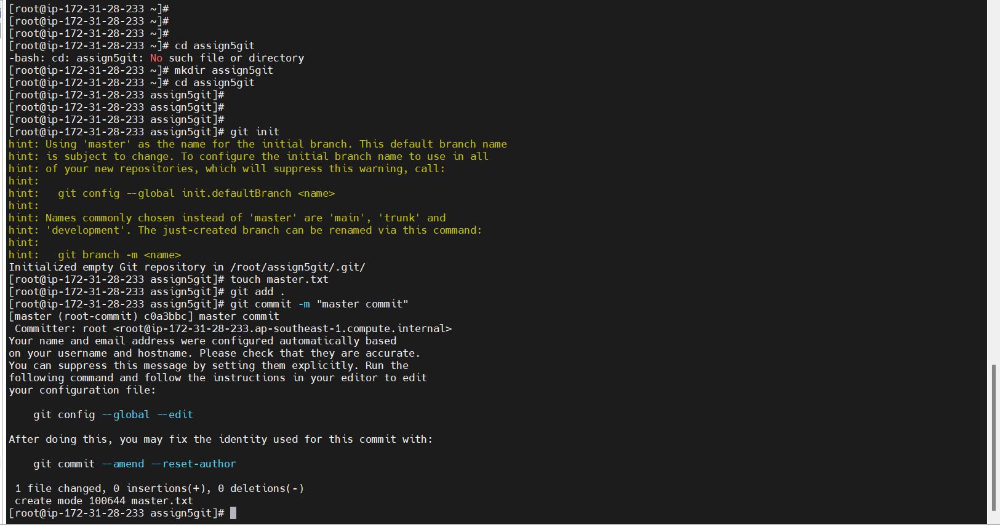 [root@ip-172-31-28-233 ~]#
[root@ip-172-31-28-233 ~]#
[root@ip-172-31-28-233 ~]#
[root@ip-172-31-28-233 ~]# cd assign5git
-bash: cd: assign5git: No such file or directory
[root@ip-172-31-28-233 ~]# mkdir assign5git
[root@ip-172-31-28-233 ~]# cd assign5git
[root@ip-172-31-28-233 assign5git]#
[root@ip-172-31-28-233 assign5git]#
[root@ip-172-31-28-233 assign5git]#
[root@ip-172-31-28-233 assign5git]# git init
hint: Using 'master' as the name for the initial branch. This default branch name
hint: is subject to change. To configure the initial branch name to use in all
hint: of your new repositories, which will suppress this warning, call:
hint:
hint:   git config --global init.defaultBranch <name>
hint:
hint: Names commonly chosen instead of 'master' are 'main', 'trunk' and
hint: 'development'. The just-created branch can be renamed via this command:
hint:
hint:   git branch -m <name>
Initialized empty Git repository in /root/assign5git/.git/
[root@ip-172-31-28-233 assign5git]# touch master.txt
[root@ip-172-31-28-233 assign5git]# git add .
[root@ip-172-31-28-233 assign5git]# git commit -m "master commit"
[master (root-commit) c0a3bbc] master commit
 Committer: root <root@ip-172-31-28-233.ap-southeast-1.compute.internal>
Your name and email address were configured automatically based
on your username and hostname. Please check that they are accurate.
You can suppress this message by setting them explicitly. Run the
following command and follow the instructions in your editor to edit
your configuration file:

    git config --global --edit

After doing this, you may fix the identity used for this commit with:

    git commit --amend --reset-author

 1 file changed, 0 insertions(+), 0 deletions(-)
 create mode 100644 master.txt
[root@ip-172-31-28-233 assign5git]#